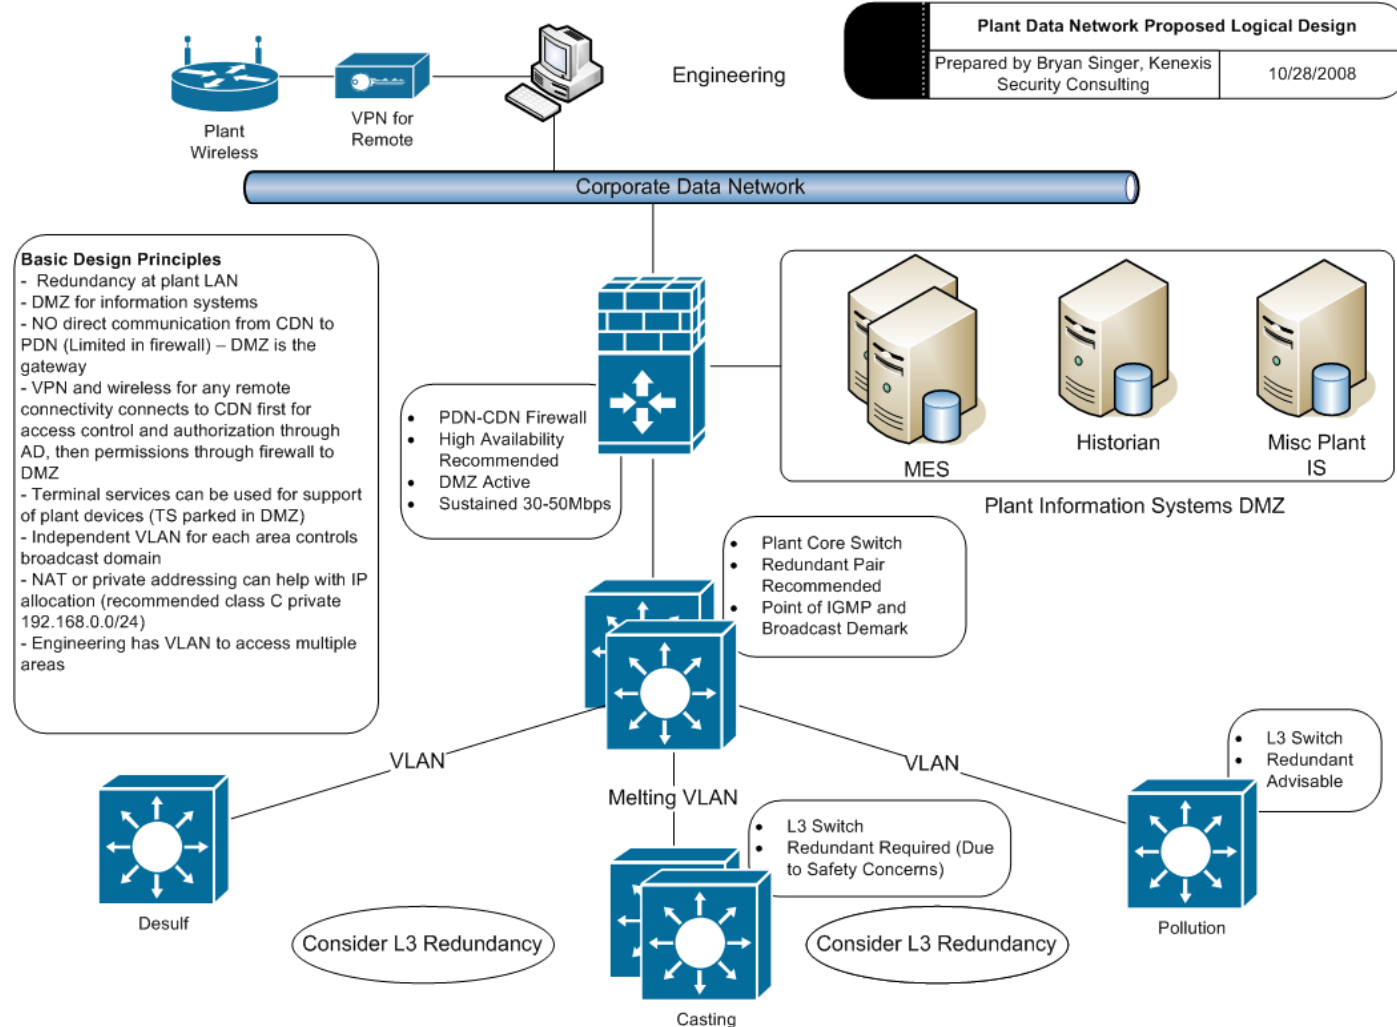 Plant Data Network Proposed Logical Design
Prepared by Bryan Singer, Kenexis
Security Consulting
10/28/2008
Engineering
Plant
Wireless
VPN for
Remote
Corporate Data Network
Basic Design Principles
- Redundancy at plant LAN
- DMZ for information systems
- NO direct communication from CDN to
PDN (Limited in firewall) – DMZ is the
gateway
- VPN and wireless for any remote
connectivity connects to CDN first for
access control and authorization through
AD, then permissions through firewall to
DMZ
- Terminal services can be used for support
of plant devices (TS parked in DMZ)
- Independent VLAN for each area controls
broadcast domain
- NAT or private addressing can help with IP
allocation (recommended class C private
192.168.0.0/24)
- Engineering has VLAN to access multiple
areas
• PDN-CDN Firewall
• High Availability
Recommended
• DMZ Active
• Sustained 30-50Mbps
MES
Historian
Misc Plant
IS
Plant Information Systems DMZ
• Plant Core Switch
• Redundant Pair
Recommended
• Point of IGMP and
Broadcast Demark
VLAN
Melting VLAN
VLAN
• L3 Switch
• Redundant
Advisable
• L3 Switch
• Redundant Required (Due
to Safety Concerns)
Desulf
Consider L3 Redundancy
Casting
Consider L3 Redundancy
Pollution